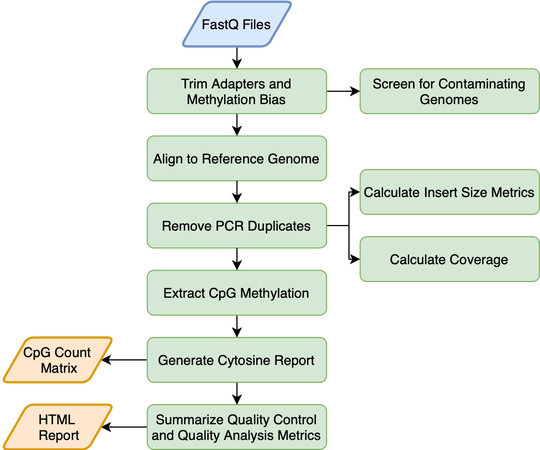 FastQ Files
Trim Adapters and
Methylation Bias
Screen for Contaminating
Genomes
Align to Reference Genome
Calculate Insert Size Metrics
Remove PCR Duplicates
Calculate Coverage
Extract CpG Methylation
CpG Count
Matrix
Generate Cytosine Report
HTML
Report
Summarize Quality Control
and Quality Analysis Metrics